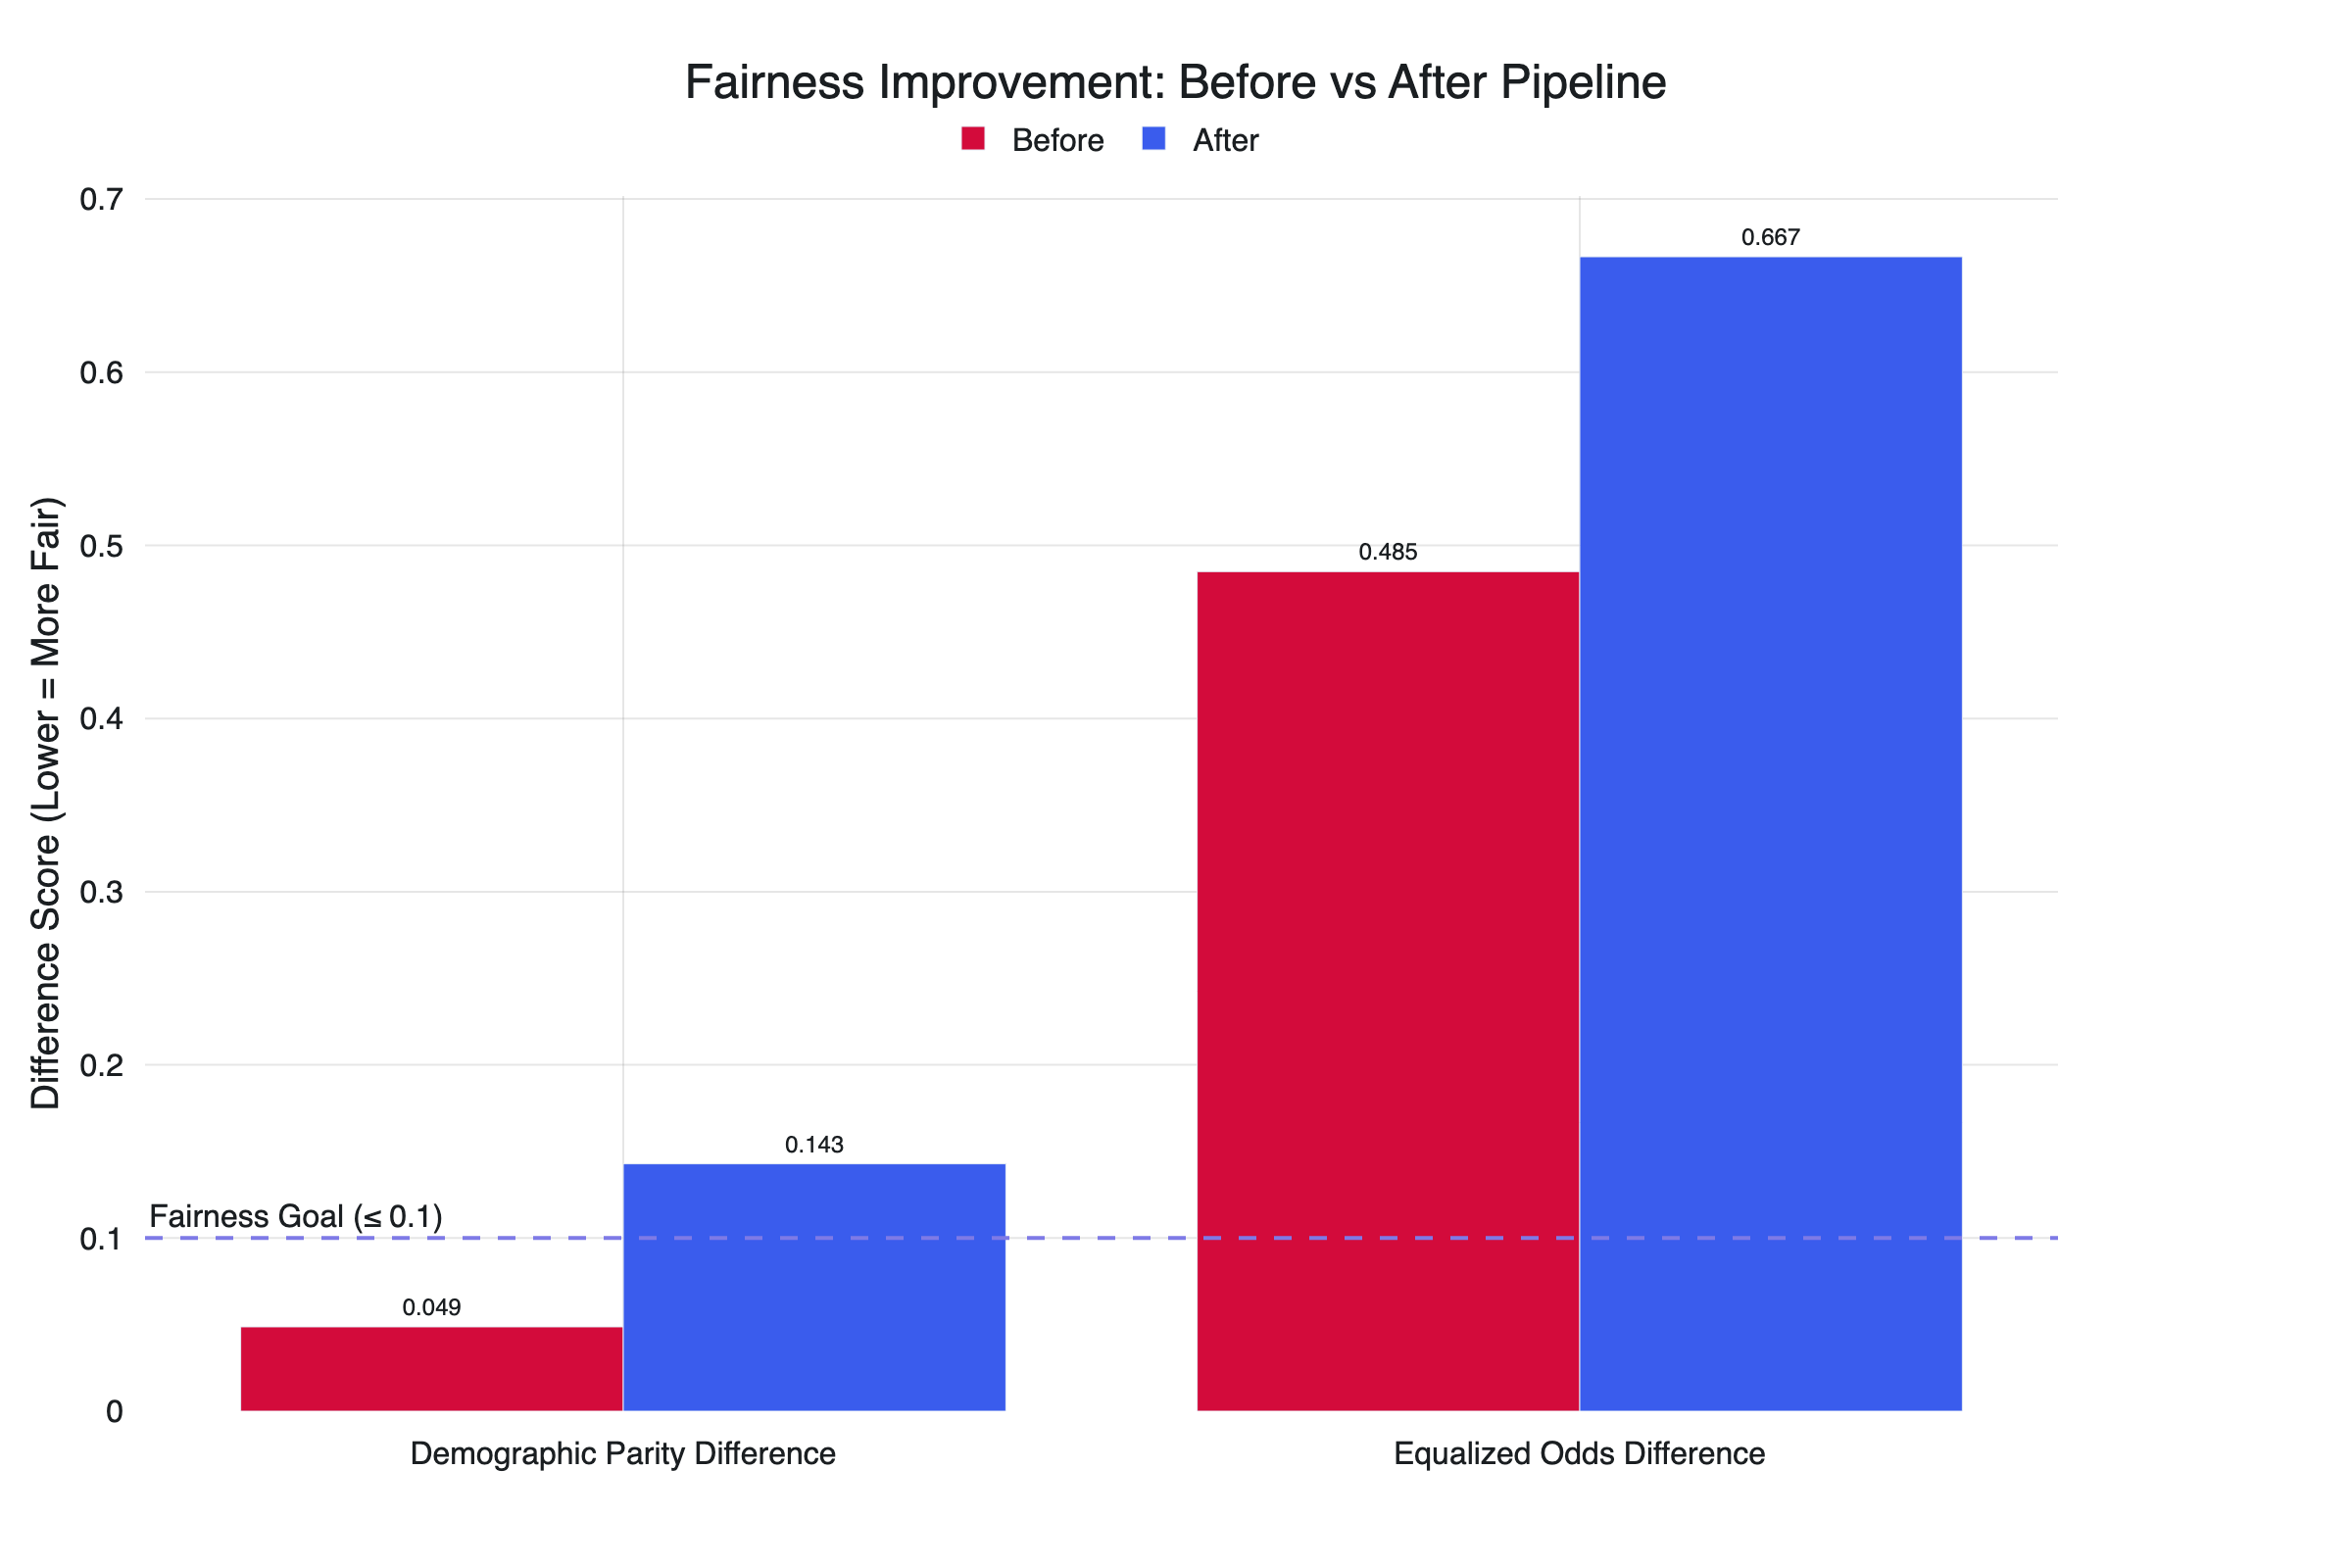 Fairness Improvement: Before vs After Pipeline
Before After
Difference Score (Lower = More Fair)
0.7
0.6
0.5
0.4
0.3
0.2
0.1
0
0.667
0.485
0.143
Fairness Goal (≤ 0.1)
0.049
Demographic Parity Difference
Equalized Odds Difference